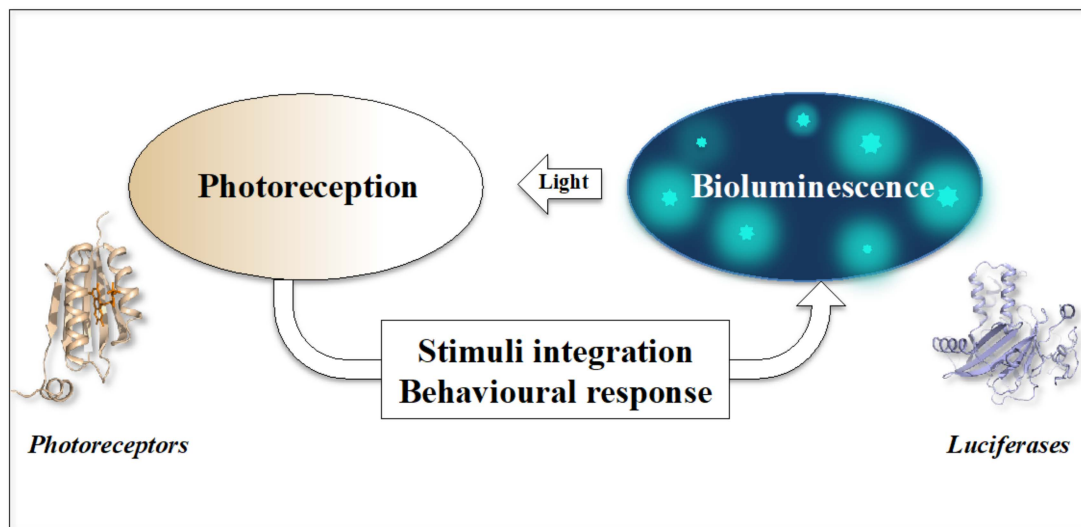 Photoreception
Light
Bioluminescence
Stimuli integration
Behavioural response
Photoreceptors
Luciferases